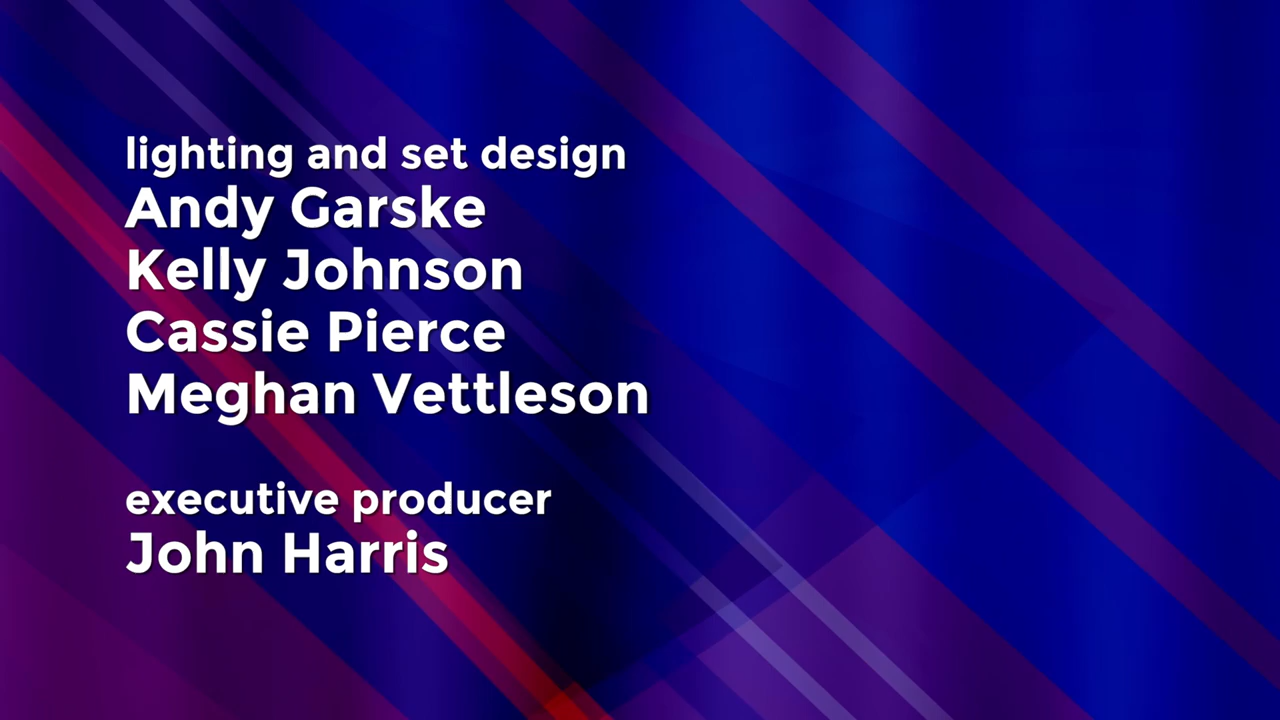 lighting and set design
Andy Garske
Kelly Johnson
Cassie Pierce
Meghan Vettleson
executive producer
John Harris